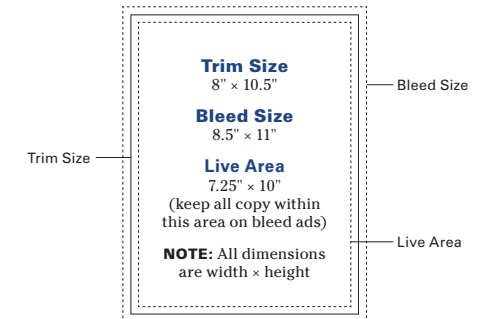 Trim Size
8" × 10.5"
Bleed Size
8.5" × 11"
Live Area
7.25" × 10"
(keep all copy within
this area on bleed ads)
NOTE: All dimensions
are width × height
Bleed Size
Trim Size
Live Area